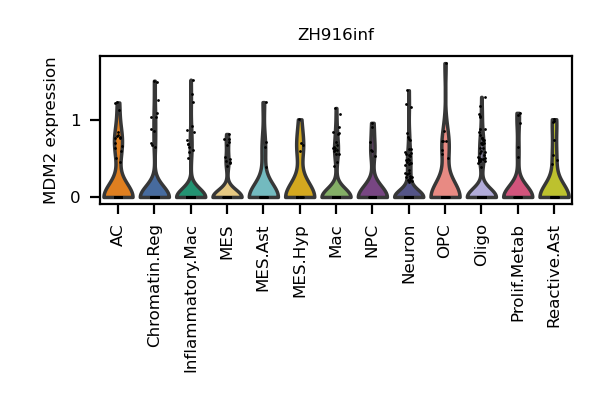 ZH916inf
MDM2 expression
1
0
AC
Chromatin.Reg
Inflammatory.Mac
MES
MES.Ast
MES.Hyp
Mac
NPC
Neuron
OPC
Oligo
Prolif.Metab
Reactive.Ast